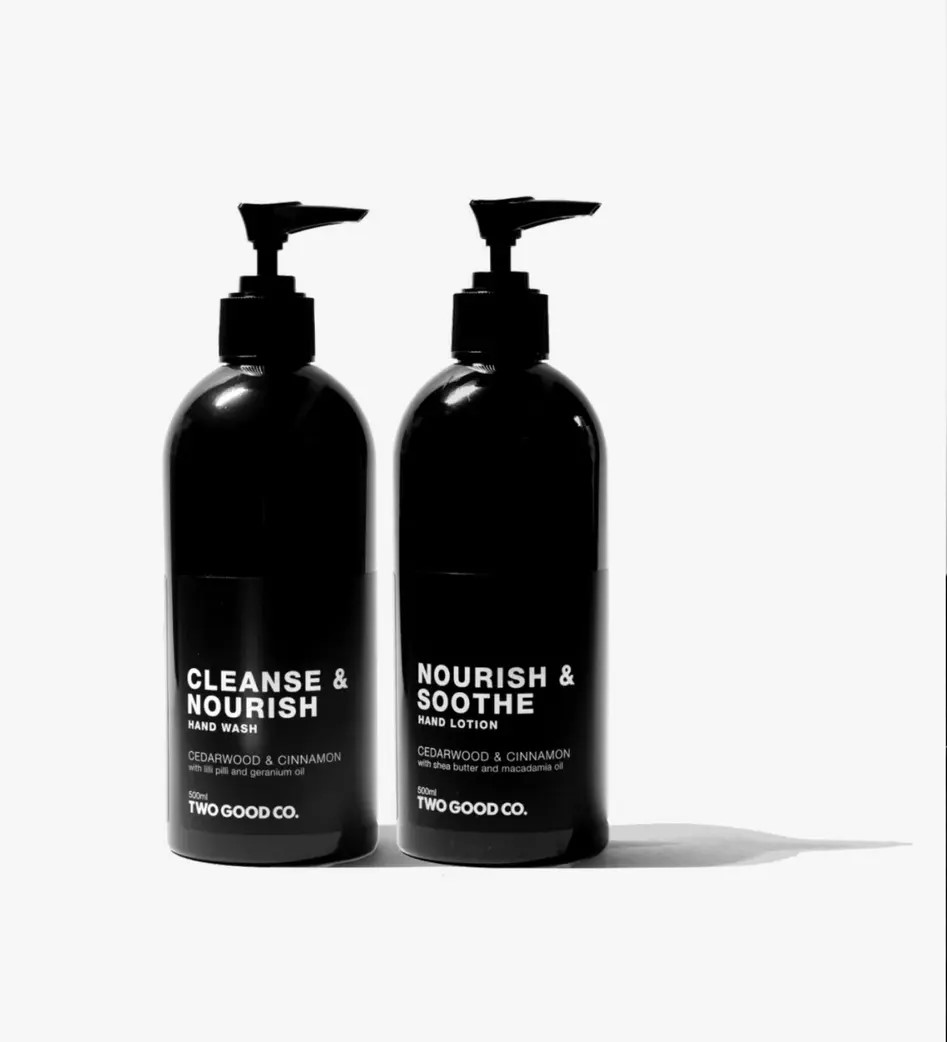 CLEANSE &
NOURISH
HAND WASH
CEDARWOOD & CINNAMON
with lilli pilli and geranium oil
500ml
TWO GOOD CO.
NOURISH &
SOOTHE
HAND LOTION
CEDARWOOD & CINNAMON
with shea butter and macadamia oil
500ml
TWO GOOD CO.